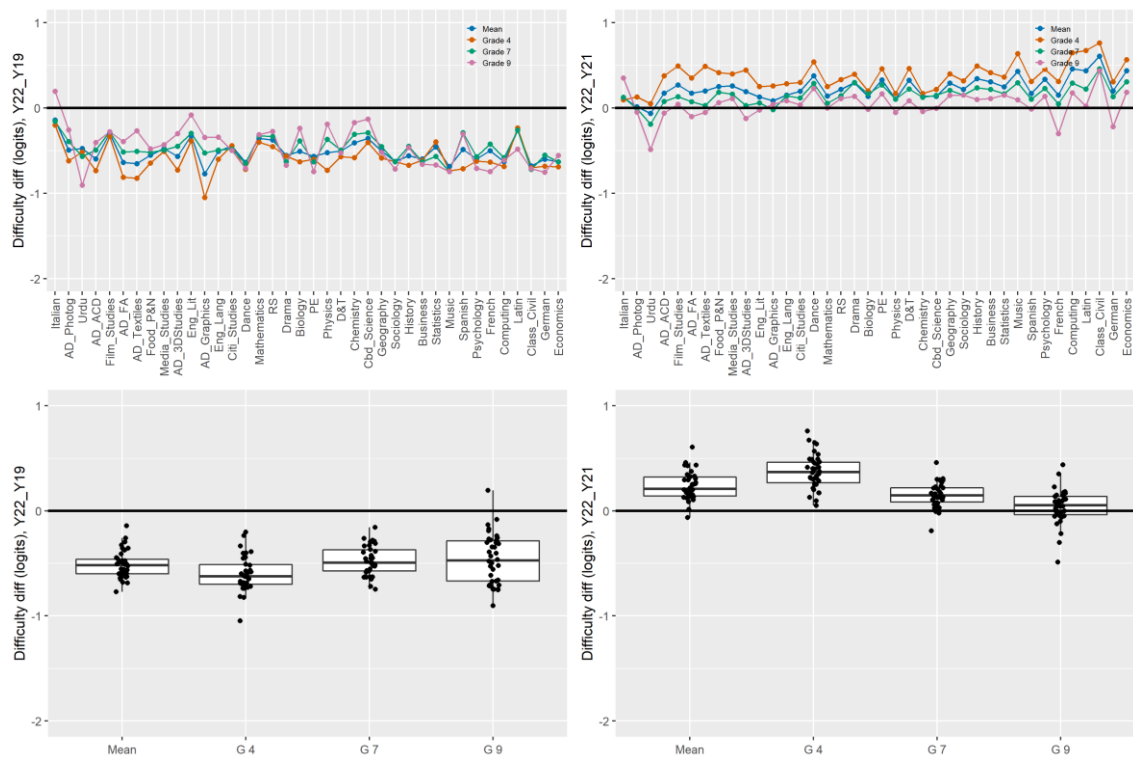 Difficulty diff (logits), Y22_Y19
1
0
-1
-2
Mean
Grade 4
Grade 7
Grade 9
Italian
AD_Photog
Urdu
AD_ACD
Film_Studies
AD_FA
AD_Textiles
Food_P&N
Media_Studies
AD_3DStudies
Eng_Lit
AD_Graphics
Eng_Lang
Citi_Studies
Dance
Mathematics
RS
Drama
Biology
PE
Physics
D&T
Chemistry
Cbd_Science
Geography
Sociology
History
Business
Statistics
Music
Spanish
Psychology
French
Computing
Latin
Class_Civil
German
Economics
Difficulty diff (logits), Y22_Y21
1
0
-1
-2
Mean
Grade 4
Grade 7
Grade 9
Italian
AD_Photog
Urdu
AD_ACD
Film_Studies
AD_FA
AD_Textiles
Food_P&N
Media_Studies
AD_3DStudies
Eng_Lit
AD_Graphics
Eng_Lang
Citi_Studies
Dance
Mathematics
RS
Drama
Biology
PE
Physics
D&T
Chemistry
Cbd_Science
Geography
Sociology
History
Business
Statistics
Music
Spanish
Psychology
French
Computing
Latin
Class_Civil
German
Economics
Difficulty diff (logits), Y22_Y19
1
0
-1
-2
Mean
G 4
G 7
G 9
Difficulty diff (logits), Y22_Y21
1
0
-1
-2
Mean
G 4
G 7
G 9